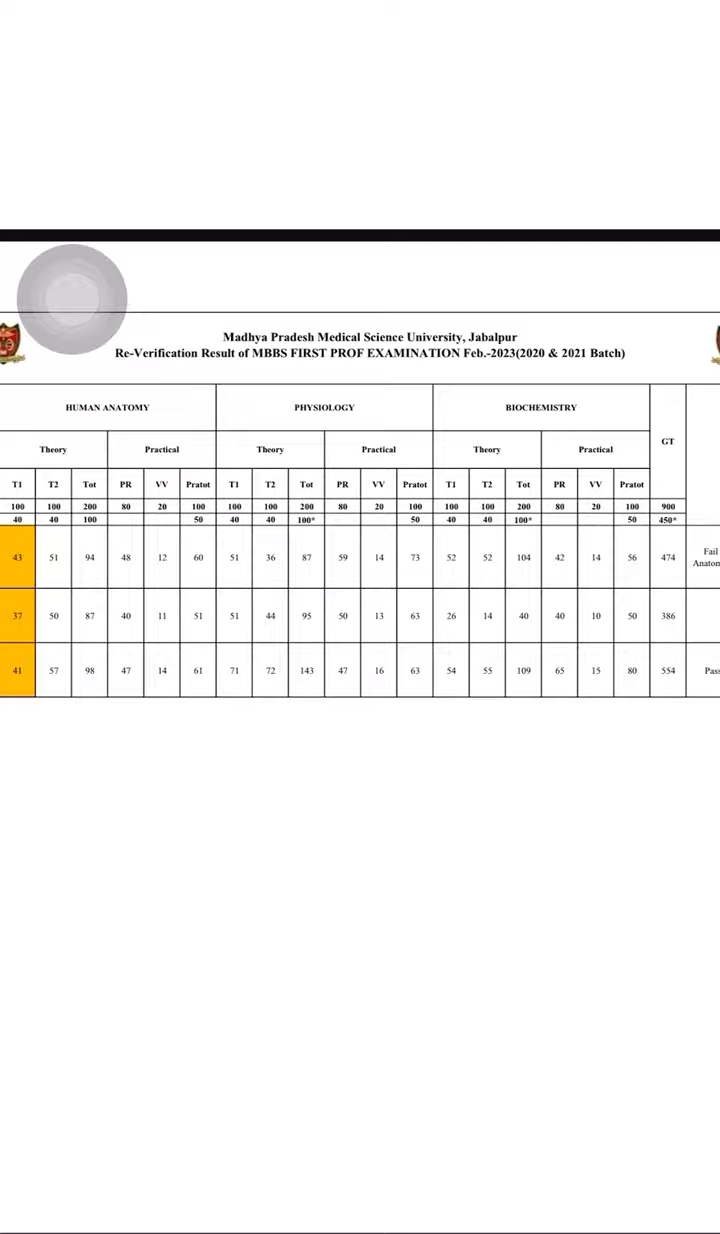 Madhya Pradesh Medical Science University, Jabalpur
Re-Verification Result of MBBS FIRST PROF EXAMINATION Feb.-2023(2020 & 2021 Batch)
HUMAN ANATOMY PHYSIOLOGY BIOCHEMISTRY GT
Theory Practical Theory Practical Theory Practical
T1 T2 Tot PR VV Pratot T1 T2 Tot PR VV Pratot T1 T2 Tot PR VV Pratot
100 100 200 80 20 100 100 100 200 80 20 100 100 100 200 80 20 100 900
40 40 100 50 40 40 100* 50 40 40 100* 50 450*
43 51 94 48 12 60 51 36 87 59 14 73 52 52 104 42 14 56 474 Fail
37 50 87 40 11 51 51 44 95 50 13 63 26 14 40 40 10 50 386
41 57 98 47 14 61 71 72 143 47 16 63 54 55 109 65 15 80 554 Pass